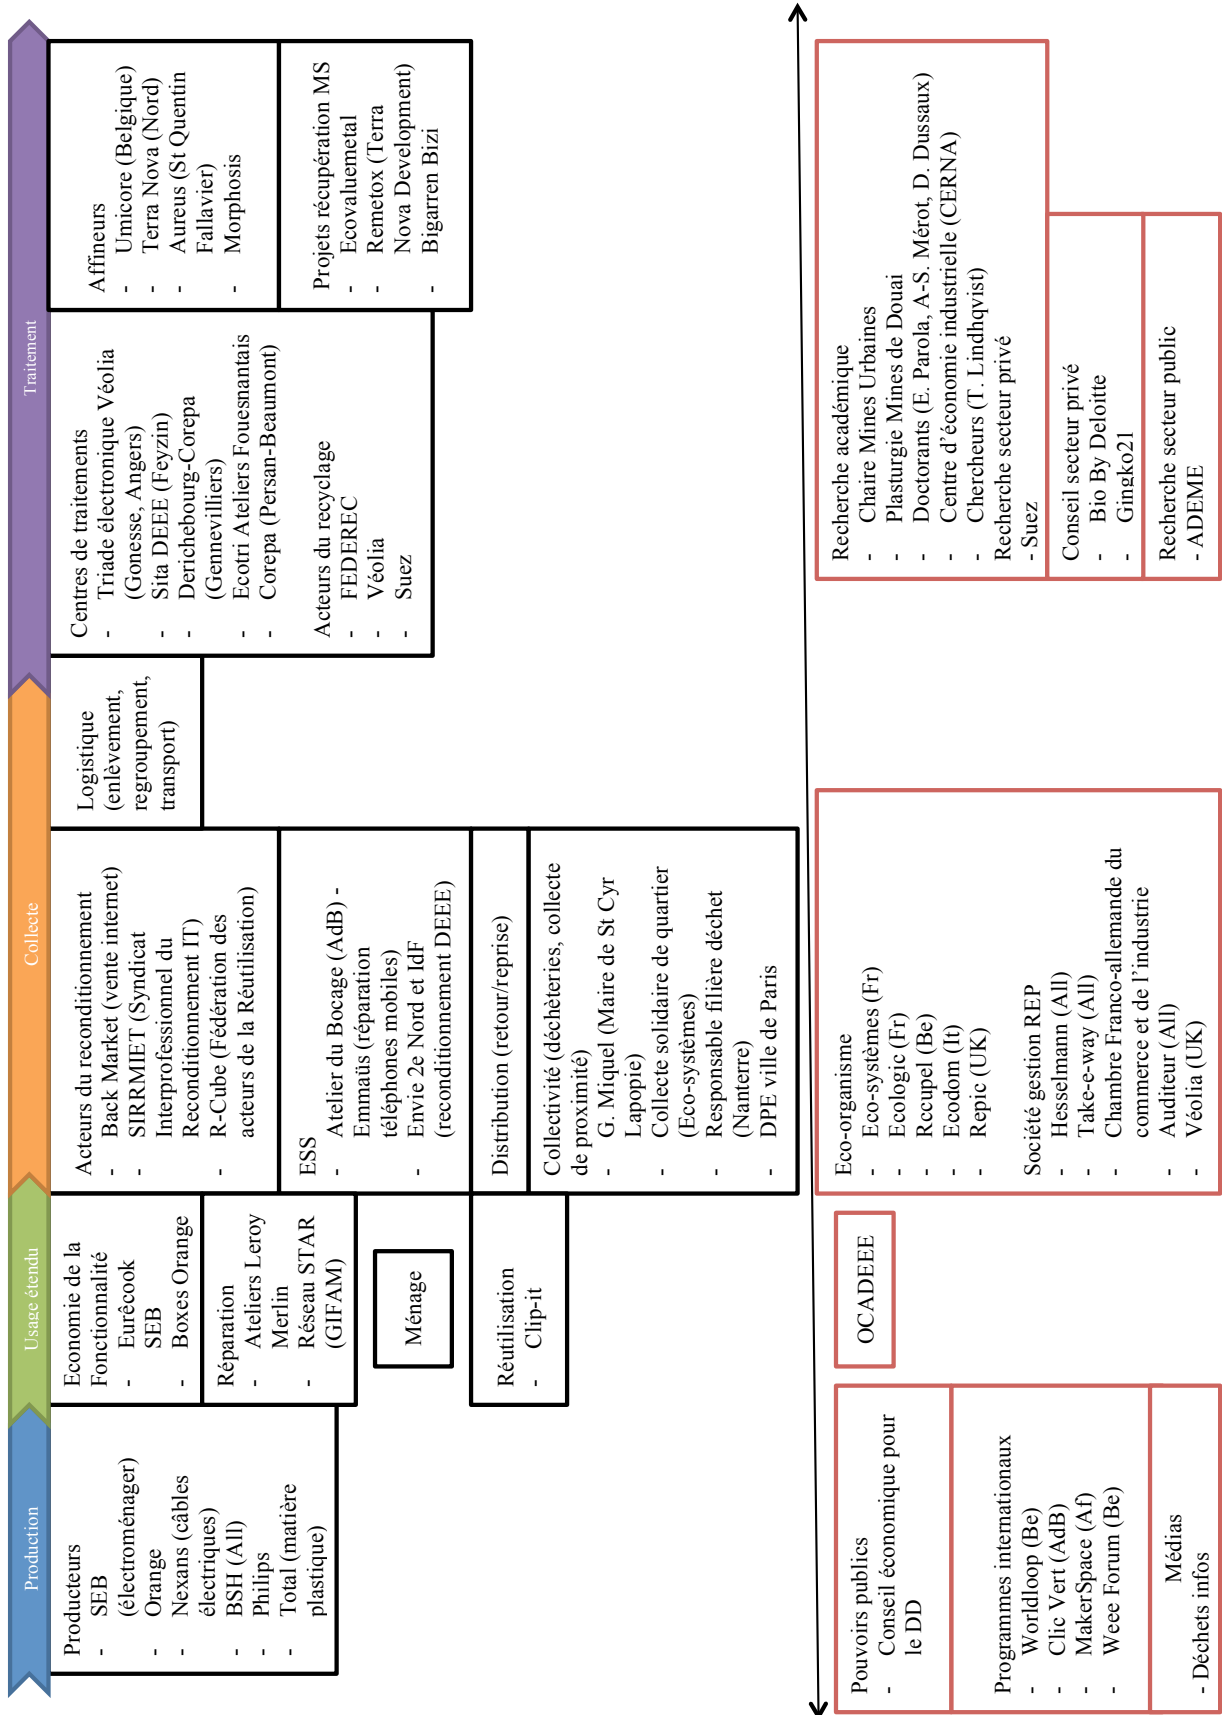 Production
Usage étendu
Collecte
Traitement
Producteurs
- SEB
(électroménager)
- Orange
- Nexans (câbles
électriques)
- BSH (All)
- Philips
- Total (matière
plastique)
Economie de la
Fonctionnalité
- Eurêcook
SEB
- Boxes Orange
Réparation
- Ateliers Leroy
Merlin
- Réseau STAR
(GIFAM)
Ménage
Réutilisation
- Clip-it
Acteurs du reconditionnement
- Back Market (vente internet)
- SIRRMIET (Syndicat
Interprofessionnel du
Reconditionnement IT)
- R-Cube (Fédération des
acteurs de la Réutilisation)
ESS
- Atelier du Bocage (AdB) -
Emmaüs (réparation
téléphones mobiles)
- Envie 2e Nord et IdF
(reconditionnement DEEE)
Distribution (retour/reprise)
Collectivité (déchèteries, collecte
de proximité)
- G. Miquel (Maire de St Cyr
Lapopie)
- Collecte solidaire de quartier
(Eco-systèmes)
- Responsable filière déchet
(Nanterre)
- DPE ville de Paris
Logistique
(enlèvement,
regroupement,
transport)
Centres de traitements
- Triade électronique Véolia
(Gonesse, Angers)
- Sita DEEE (Feyzin)
- Derichebourg-Corepa
(Gennevilliers)
- Ecotri Ateliers Fouesnantais
- Corepa (Persan-Beaumont)
Acteurs du recyclage
- FEDEREC
- Véolia
- Suez
Affineurs
- Umicore (Belgique)
- Terra Nova (Nord)
- Aureus (St Quentin
Fallavier)
- Morphosis
Projets récupération MS
- Ecovaluemetal
- Remetox (Terra
Nova Development)
- Bigarren Bizi
Pouvoirs publics
- Conseil économique pour
le DD
Programmes internationaux
- Worldloop (Be)
- Clic Vert (AdB)
- MakerSpace (Af)
- Weee Forum (Be)
Médias
- Déchets infos
OCADEEE
Eco-organisme
- Eco-systèmes (Fr)
- Ecologic (Fr)
- Rccupel (Be)
- Ecodom (It)
- Repic (UK)
Société gestion REP
- Hesselmann (All)
- Take-e-way (All)
- Chambre Franco-allemande du
commerce et de l'industrie
- Auditeur (All)
- Véolia (UK)
Recherche académique
- Chaire Mines Urbaines
- Plasturgie Mines de Douai
- Doctorants (E. Parola, A-S. Mérot, D. Dussaux)
- Centre d'économie industrielle (CERNA)
- Chercheurs (T. Lindhqvist)
Recherche secteur privé
- Suez
Conseil secteur privé
- Bio By Deloitte
- Gingko21
Recherche secteur public
- ADEME